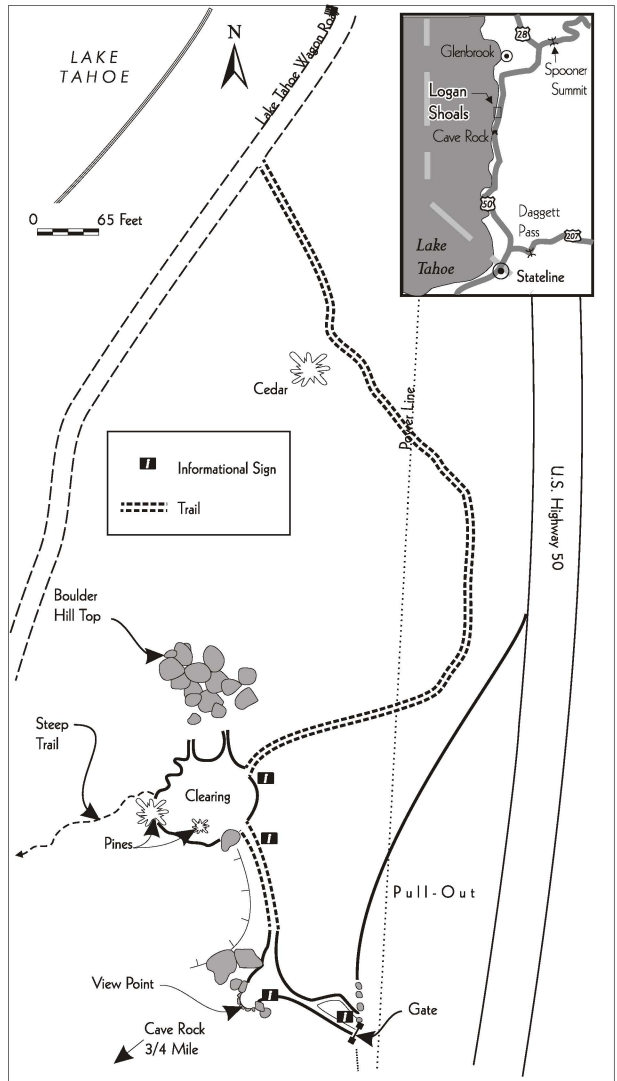 LAKE
TAHOE
N
Lake Tahoe Wagon Road
0 65 Feet
28
Glenbrook
Spooner
Summit
Logan
Shoals
Cave Rock
50
Daggett
Pass
207
Lake
Tahoe
Stateline
Cedar
Power Line
i Informational Sign
Trail
U.S. Highway 50
Boulder
Hill Top
Steep
Trail
i
Clearing
i
Pines
Pull-Out
View Point
i
i
Gate
Cave Rock
3/4 Mile